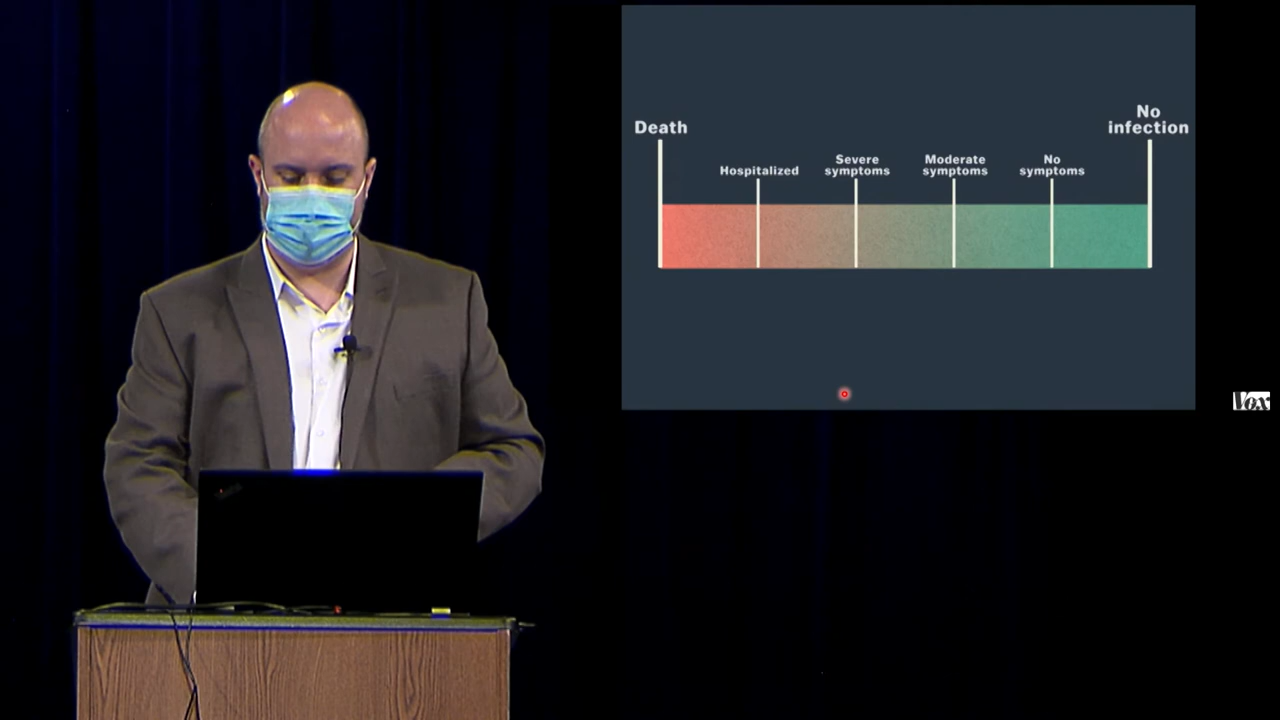 Death
No
infection
Hospitalized
Severe
symptoms
Moderate
symptoms
No
symptoms
Vox